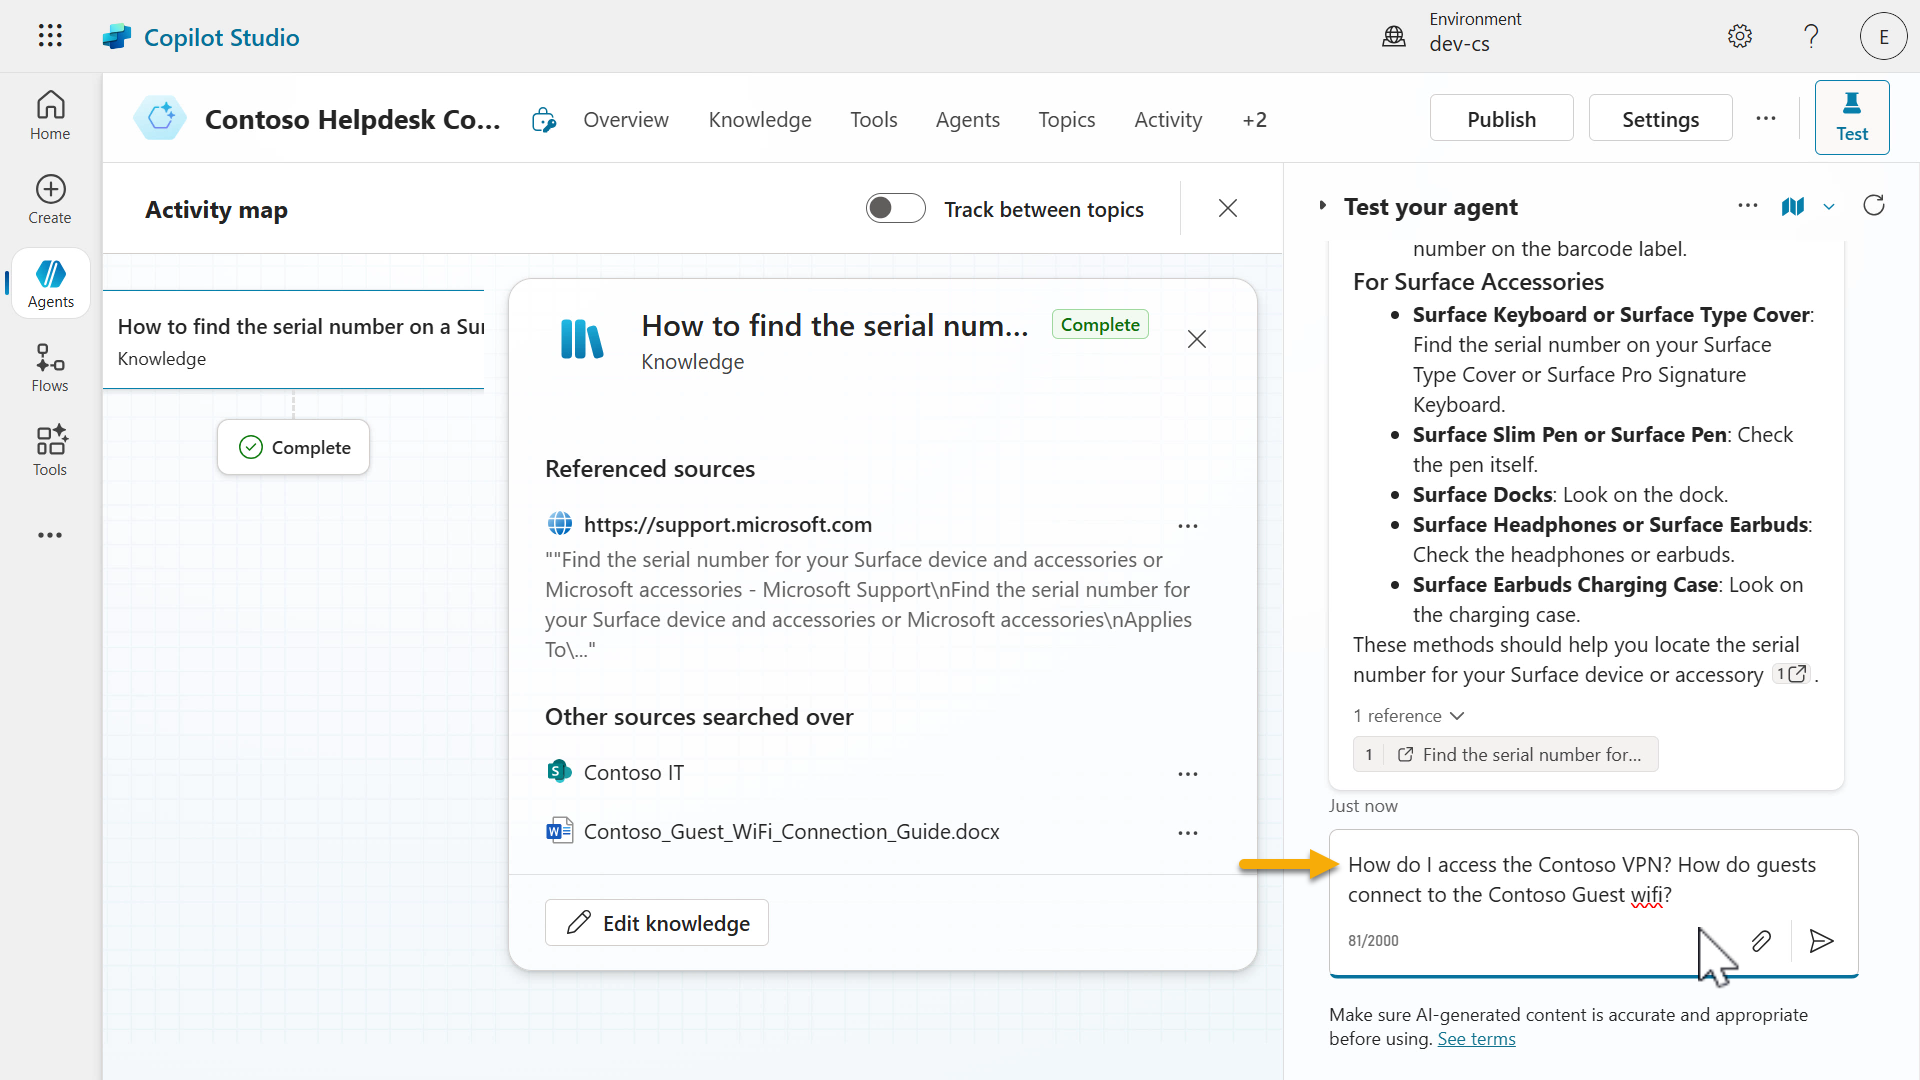 Copilot Studio
Environment
dev-cs
E
Home
Create
Agents
Flows
Tools
Contoso Helpdesk Co...
Overview
Knowledge
Tools
Agents
Topics
Activity
+2
Publish
Settings
Test
Activity map
Track between topics
How to find the serial number on a Sur
Knowledge
Complete
How to find the serial num...
Complete
Knowledge
Referenced sources
https://support.microsoft.com
""Find the serial number for your Surface device and accessories or
Microsoft accessories - Microsoft Support\nFind the serial number for
your Surface device and accessories or Microsoft accessories\nApplies
To\..."
Other sources searched over
Contoso IT
Contoso_Guest_WiFi_Connection_Guide.docx
Edit knowledge
Test your agent
number on the barcode label.
For Surface Accessories
• Surface Keyboard or Surface Type Cover:
Find the serial number on your Surface
Type Cover or Surface Pro Signature
Keyboard.
• Surface Slim Pen or Surface Pen: Check
the pen itself.
• Surface Docks: Look on the dock.
• Surface Headphones or Surface Earbuds:
Check the headphones or earbuds.
• Surface Earbuds Charging Case: Look on
the charging case.
These methods should help you locate the serial
number for your Surface device or accessory 1 .
1 reference
1 Find the serial number for...
Just now
How do I access the Contoso VPN? How do guests
connect to the Contoso Guest wifi?
81/2000
Make sure AI-generated content is accurate and appropriate
before using. See terms